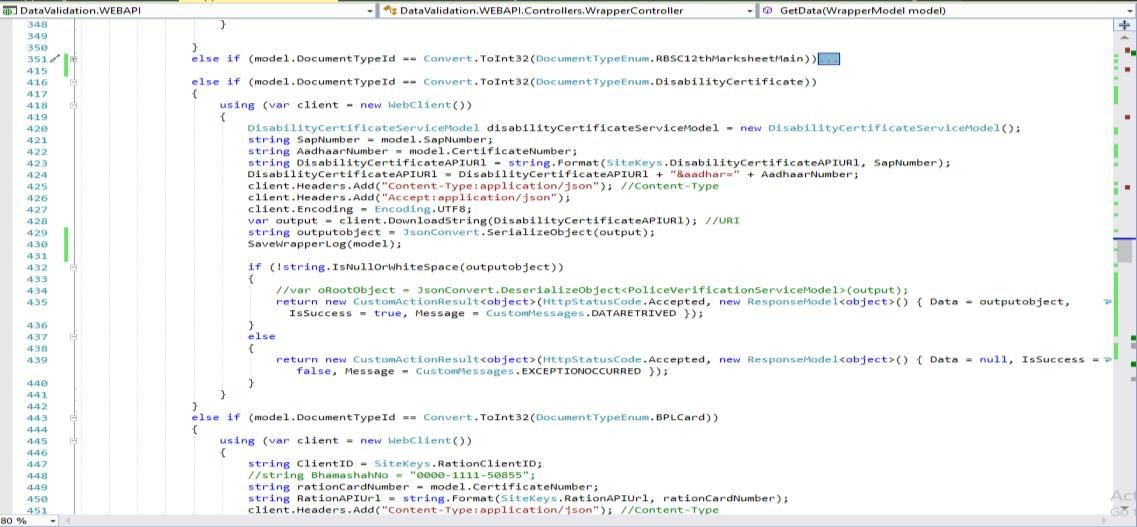 DataValidation.WEBAPI DataValidation.WEBAPI.Controllers.WrapperController GetData(WrapperModel model)
348 }
349
350 }
351 else if (model.DocumentTypeId == Convert.ToInt32(DocumentTypeEnum.RBSC12thMarksheetMain))...
415
416 else if (model.DocumentTypeId == Convert.ToInt32(DocumentTypeEnum.DisabilityCertificate))
417 {
418 using (var client = new WebClient())
419 {
420 DisabilityCertificateServiceModel disabilityCertificateServiceModel = new DisabilityCertificateServiceModel();
421 string SapNumber = model.SapNumber;
422 string AadhaarNumber = model.CertificateNumber;
423 string DisabilityCertificateAPIURl = string.Format(SiteKeys.DisabilityCertificateAPIURl, SapNumber);
424 DisabilityCertificateAPIURl = DisabilityCertificateAPIURl + "&aadhar=" + AadhaarNumber;
425 client.Headers.Add("Content-Type:application/json"); //Content-Type
426 client.Headers.Add("Accept:application/json");
427 client.Encoding = Encoding.UTF8;
428 var output = client.DownloadString(DisabilityCertificateAPIURl); //URI
429 string outputobject = JsonConvert.SerializeObject(output);
430 SaveWrapperLog(model);
431
432 if (!string.IsNullOrWhiteSpace(outputobject))
433 {
434 //var oRootObject = JsonConvert.DeserializeObject<PoliceVerificationServiceModel>(output);
435 return new CustomActionResult<object>(HttpStatusCode.Accepted, new ResponseModel<object>() { Data = outputobject,
IsSuccess = true, Message = CustomMessages.DATARETRIVED });
436 }
437 else
438 {
439 return new CustomActionResult<object>(HttpStatusCode.Accepted, new ResponseModel<object>() { Data = null, IsSuccess =
false, Message = CustomMessages.EXCEPTIONOCCURRED });
440 }
441 }
442 }
443 else if (model.DocumentTypeId == Convert.ToInt32(DocumentTypeEnum.BPLCard))
444 {
445 using (var client = new WebClient())
446 {
447 string ClientID = SiteKeys.RationClientID;
448 //string BhamashahNo = "0000-1111-50855";
449 string rationCardNumber = model.CertificateNumber;
450 string RationAPIUrl = string.Format(SiteKeys.RationAPIUrl, rationCardNumber);
451 client.Headers.Add("Content-Type:application/json"); //Content-Type
80 %